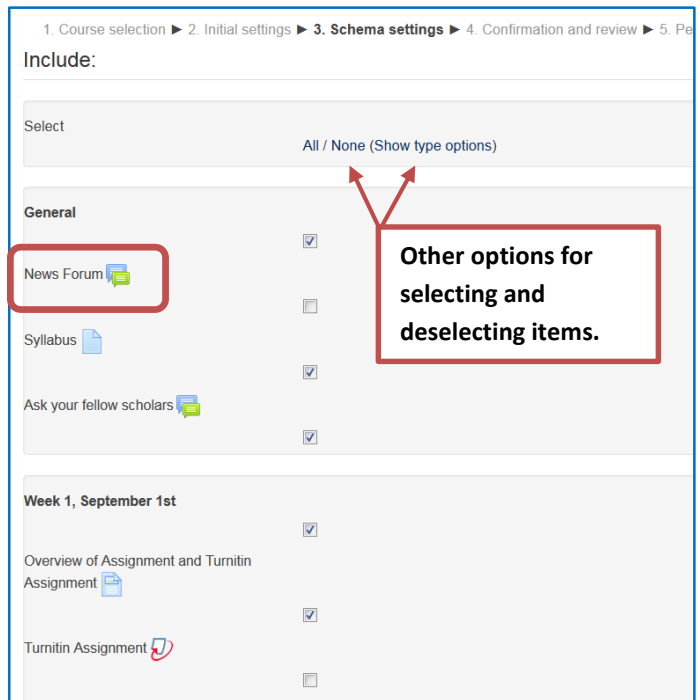 1. Course selection ► 2. Initial settings ► 3. Schema settings ► 4. Confirmation and review ► 5. Pe
Include:
Select
All / None (Show type options)
General
Other options for
selecting and
deselecting items.
News Forum
Syllabus
Ask your fellow scholars
Week 1, September 1st
Overview of Assignment and Turnitin
Assignment
Turnitin Assignment